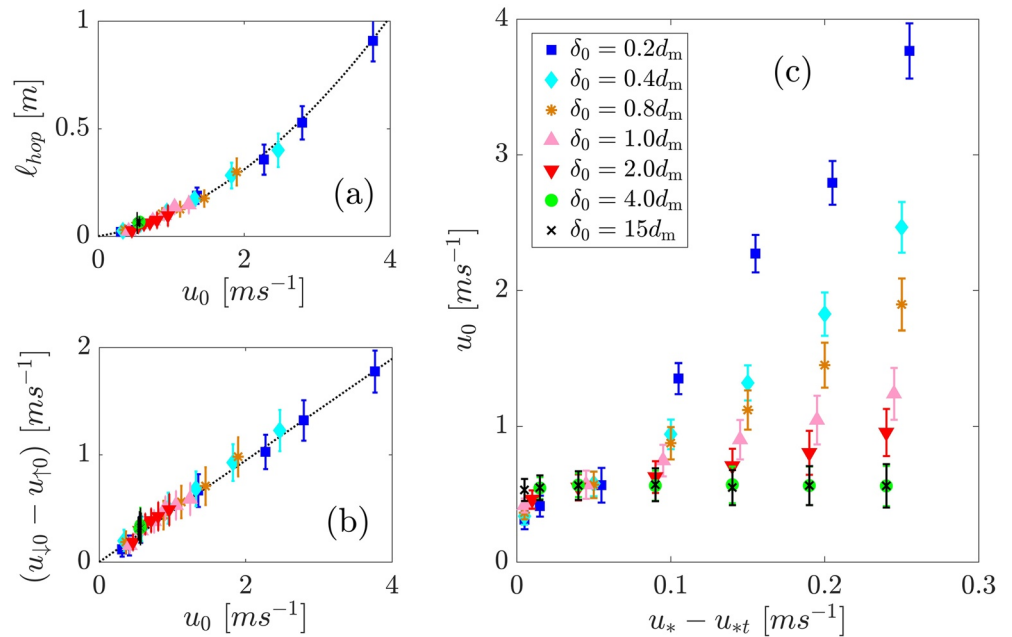 1
0.5
0
ℓ_hop [m]
(a)
0 2 4
u_0 [ms^−1]
2
1
0
(u_↓0 − u_↑0) [ms^−1]
(b)
0 2 4
u_0 [ms^−1]
4
3
2
1
0
u_0 [ms^−1]
δ_0 = 0.2d_m
δ_0 = 0.4d_m
δ_0 = 0.8d_m
δ_0 = 1.0d_m
δ_0 = 2.0d_m
δ_0 = 4.0d_m
δ_0 = 15d_m
(c)
0 0.1 0.2 0.3
u_* − u_*t [ms^−1]